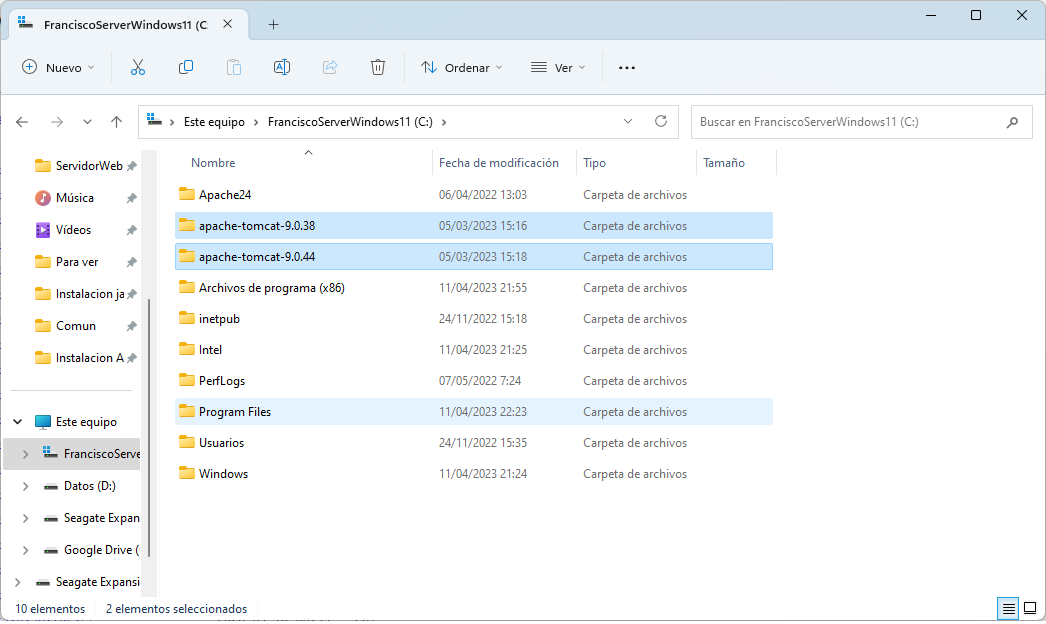 FranciscoServerWindows11 (C:
Nuevo
Ordenar
Ver
Este equipo > FranciscoServerWindows11 (C:) >
Buscar en FranciscoServerWindows11 (C:)
ServidorWeb
Música
Vídeos
Para ver
Instalacion ja
Comun
Instalacion A
Este equipo
FranciscoServe
Datos (D:)
Seagate Expan
Google Drive (
Seagate Expansi
Nombre Fecha de modificación Tipo Tamaño
Apache24 06/04/2022 13:03 Carpeta de archivos
apache-tomcat-9.0.38 05/03/2023 15:16 Carpeta de archivos
apache-tomcat-9.0.44 05/03/2023 15:18 Carpeta de archivos
Archivos de programa (x86) 11/04/2023 21:55 Carpeta de archivos
inetpub 24/11/2022 15:18 Carpeta de archivos
Intel 11/04/2023 21:25 Carpeta de archivos
PerfLogs 07/05/2022 7:24 Carpeta de archivos
Program Files 11/04/2023 22:23 Carpeta de archivos
Usuarios 24/11/2022 15:35 Carpeta de archivos
Windows 11/04/2023 21:24 Carpeta de archivos
10 elementos 2 elementos seleccionados